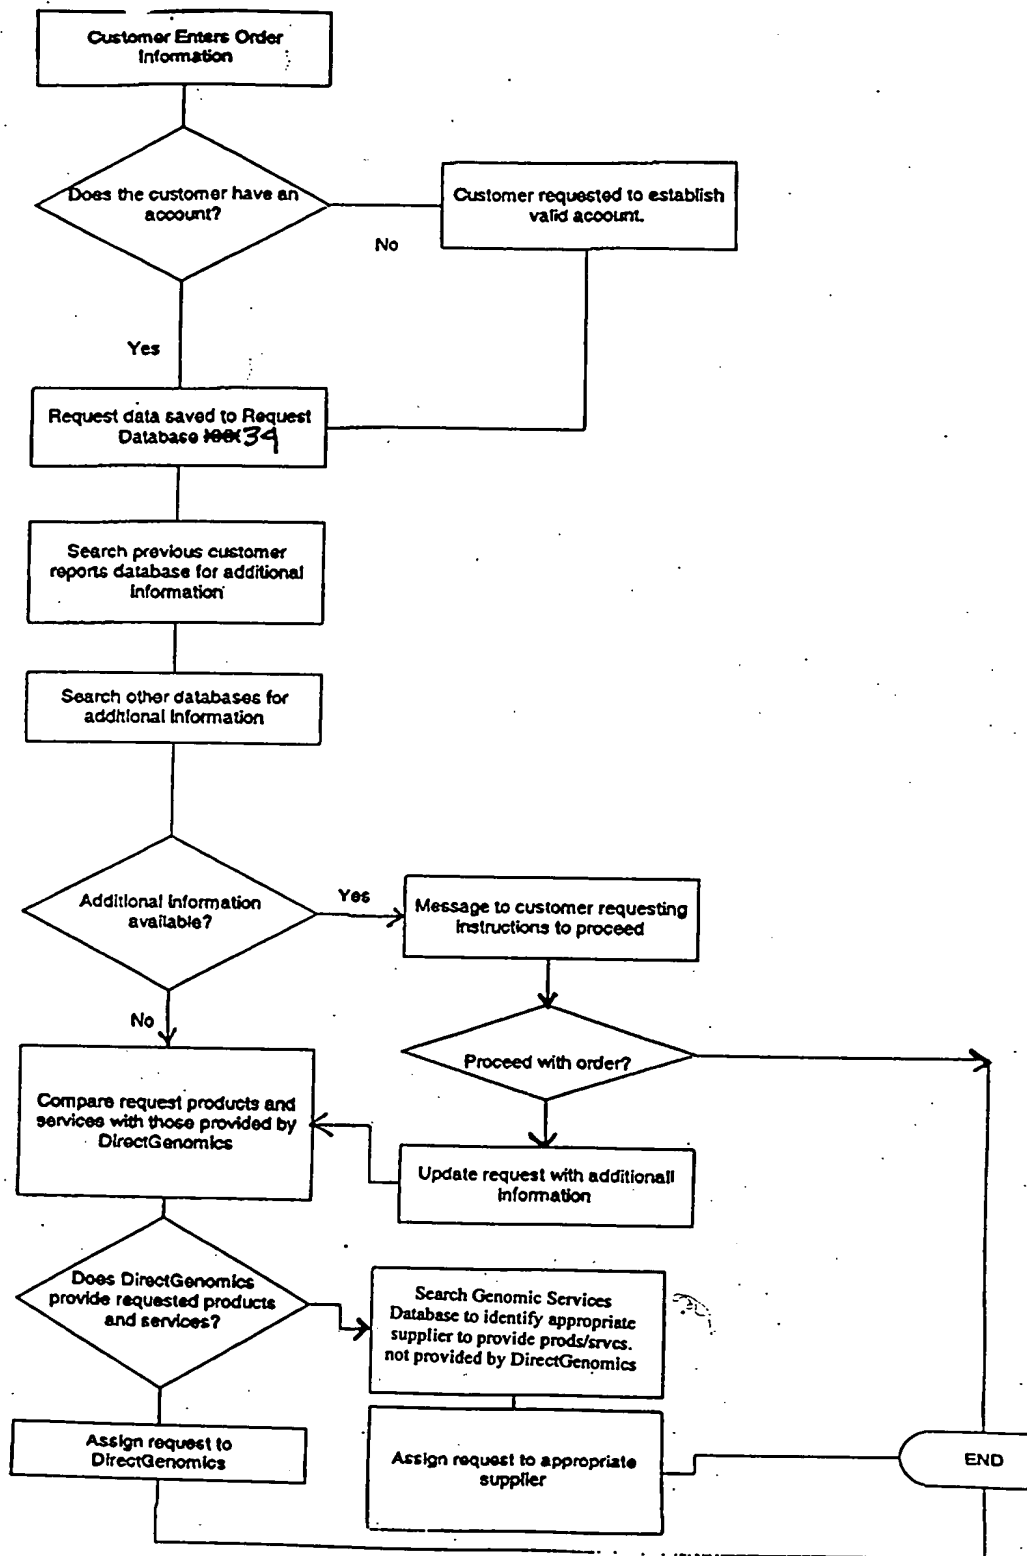 Customer Enters Order
Information
Does the customer have an
account?
Customer requested to establish
valid account.
No
Yes
Request data saved to Request
Database XXX 34
Search previous customer
reports database for additional
information
Search other databases for
additional information
Additional information
available?
Yes
Message to customer requesting
instructions to proceed
No
Proceed with order?
Compare request products and
services with those provided by
DirectGenomics
Update request with additionall
information
Does DirectGenomics
provide requested products
and services?
Search Genomic Services
Database to identify appropriate
supplier to provide prods/srvcs.
not provided by DirectGenomics
Assign request to
DirectGenomics
Assign request to appropriate
supplier
END